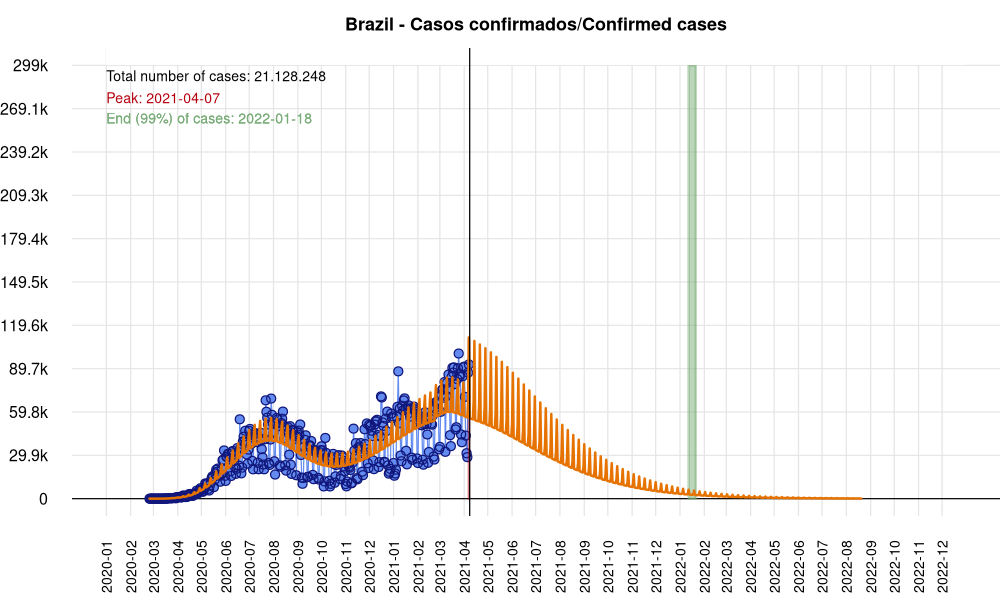 Brazil - Casos confirmados/Confirmed cases
299k
Total number of cases: 21.128.248
Peak: 2021-04-07
269.1k
End (99%) of cases: 2022-01-18
239.2k
209.3k
179.4k
149.5k
119.6k
89.7k
59.8k
29.9k
0
2020-01
2020-02
2020-03
2020-04
2020-05
2020-06
2020-07
2020-08
2020-09
2020-10
2020-11
2020-12
2021-01
2021-02
2021-03
2021-04
2021-05
2021-06
2021-07
2021-08
2021-09
2021-10
2021-11
2021-12
2022-01
2022-02
2022-03
2022-04
2022-05
2022-06
2022-07
2022-08
2022-09
2022-10
2022-11
2022-12